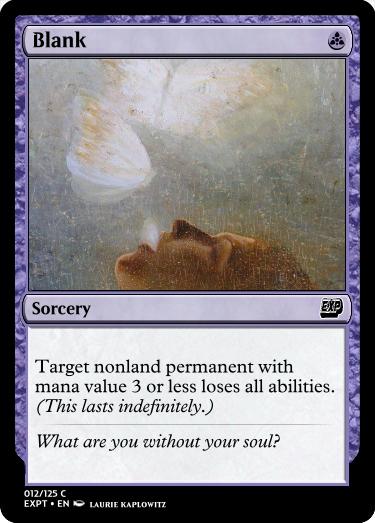 Blank
Sorcery
EXP
Target nonland permanent with
mana value 3 or less loses all abilities.
(This lasts indefinitely.)
What are you without your soul?
012/125 C
EXPT • EN LAURIE KAPLOWITZ